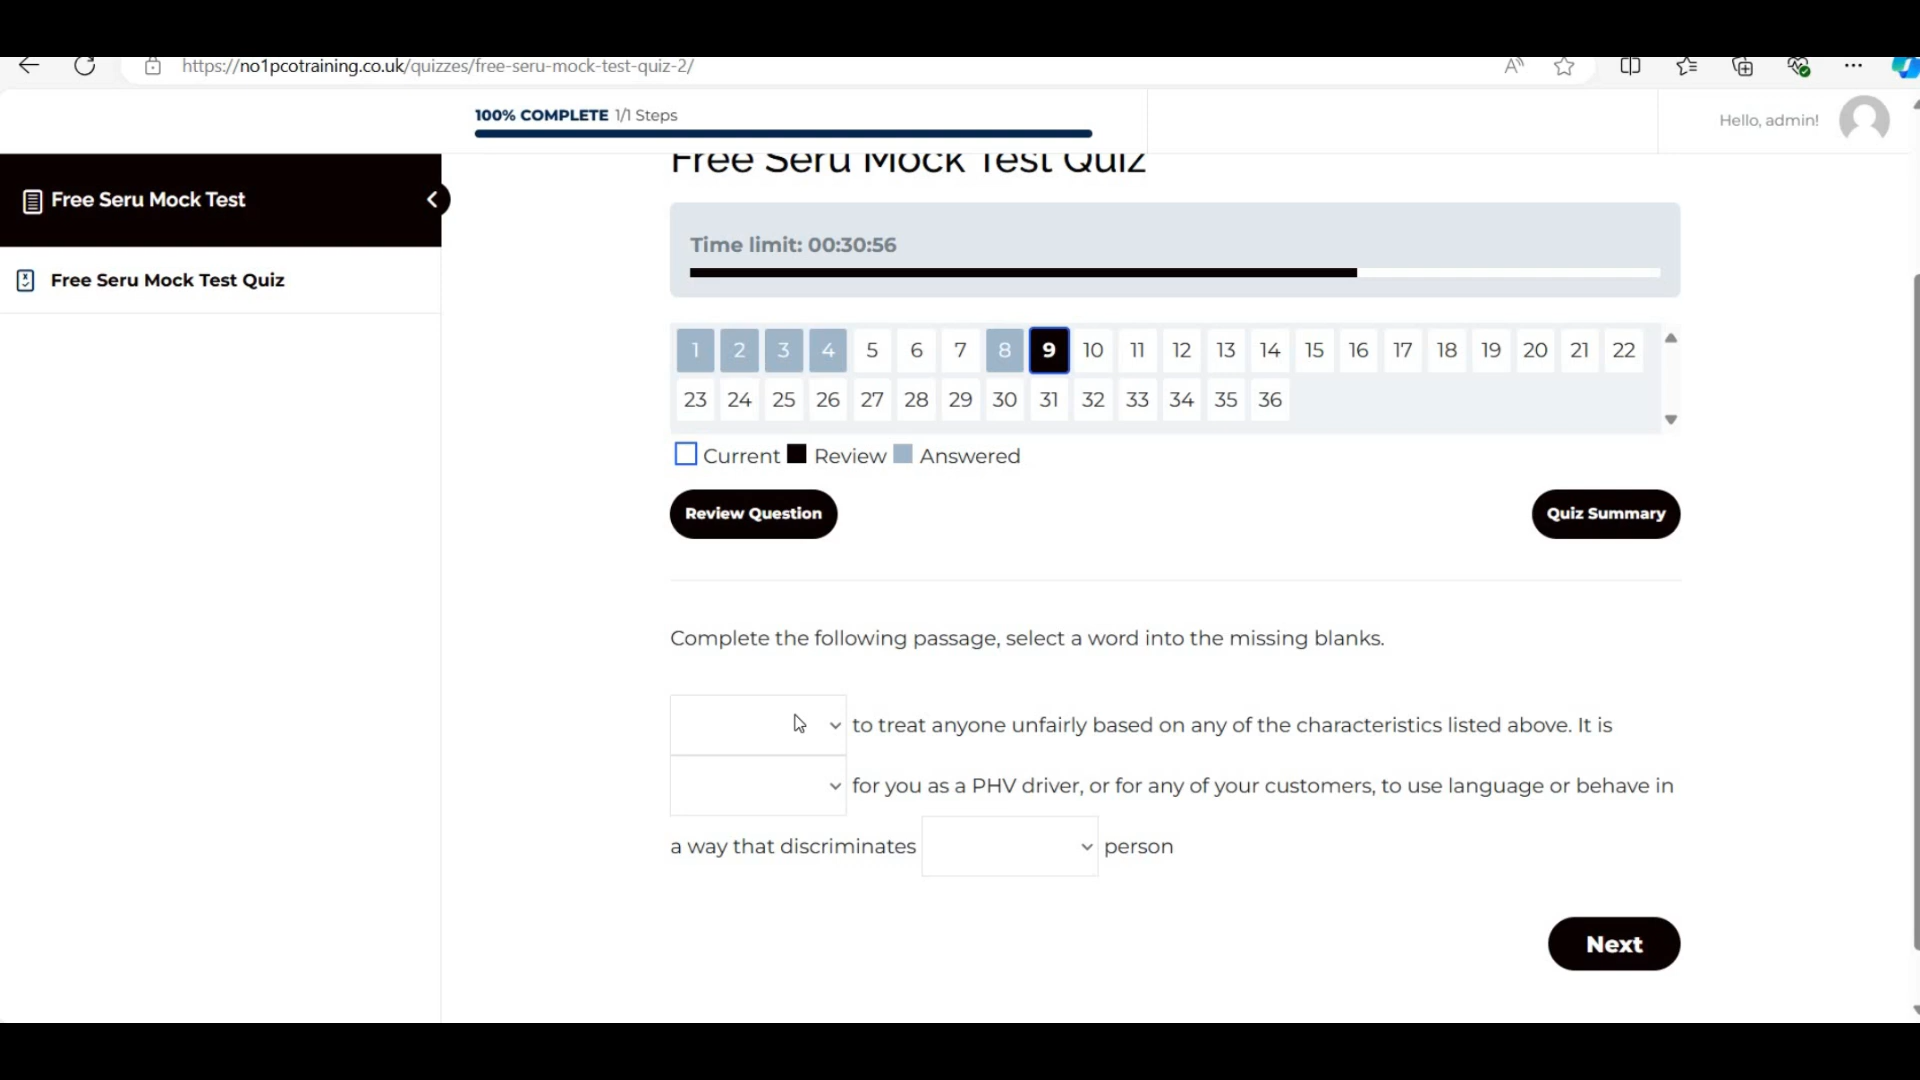 https://no1pcotraining.co.uk/quizzes/free-seru-mock-test-quiz-2/
100% COMPLETE 1/1 Steps
Hello, admin!
Free Seru Mock Test
Free Seru Mock Test Quiz
Free Seru Mock Test Quiz
Time limit: 00:30:56
1 2 3 4 5 6 7 8 9 10 11 12 13 14 15 16 17 18 19 20 21 22
23 24 25 26 27 28 29 30 31 32 33 34 35 36
Current Review Answered
Review Question
Quiz Summary
Complete the following passage, select a word into the missing blanks.
to treat anyone unfairly based on any of the characteristics listed above. It is
for you as a PHV driver, or for any of your customers, to use language or behave in
a way that discriminates person
Next